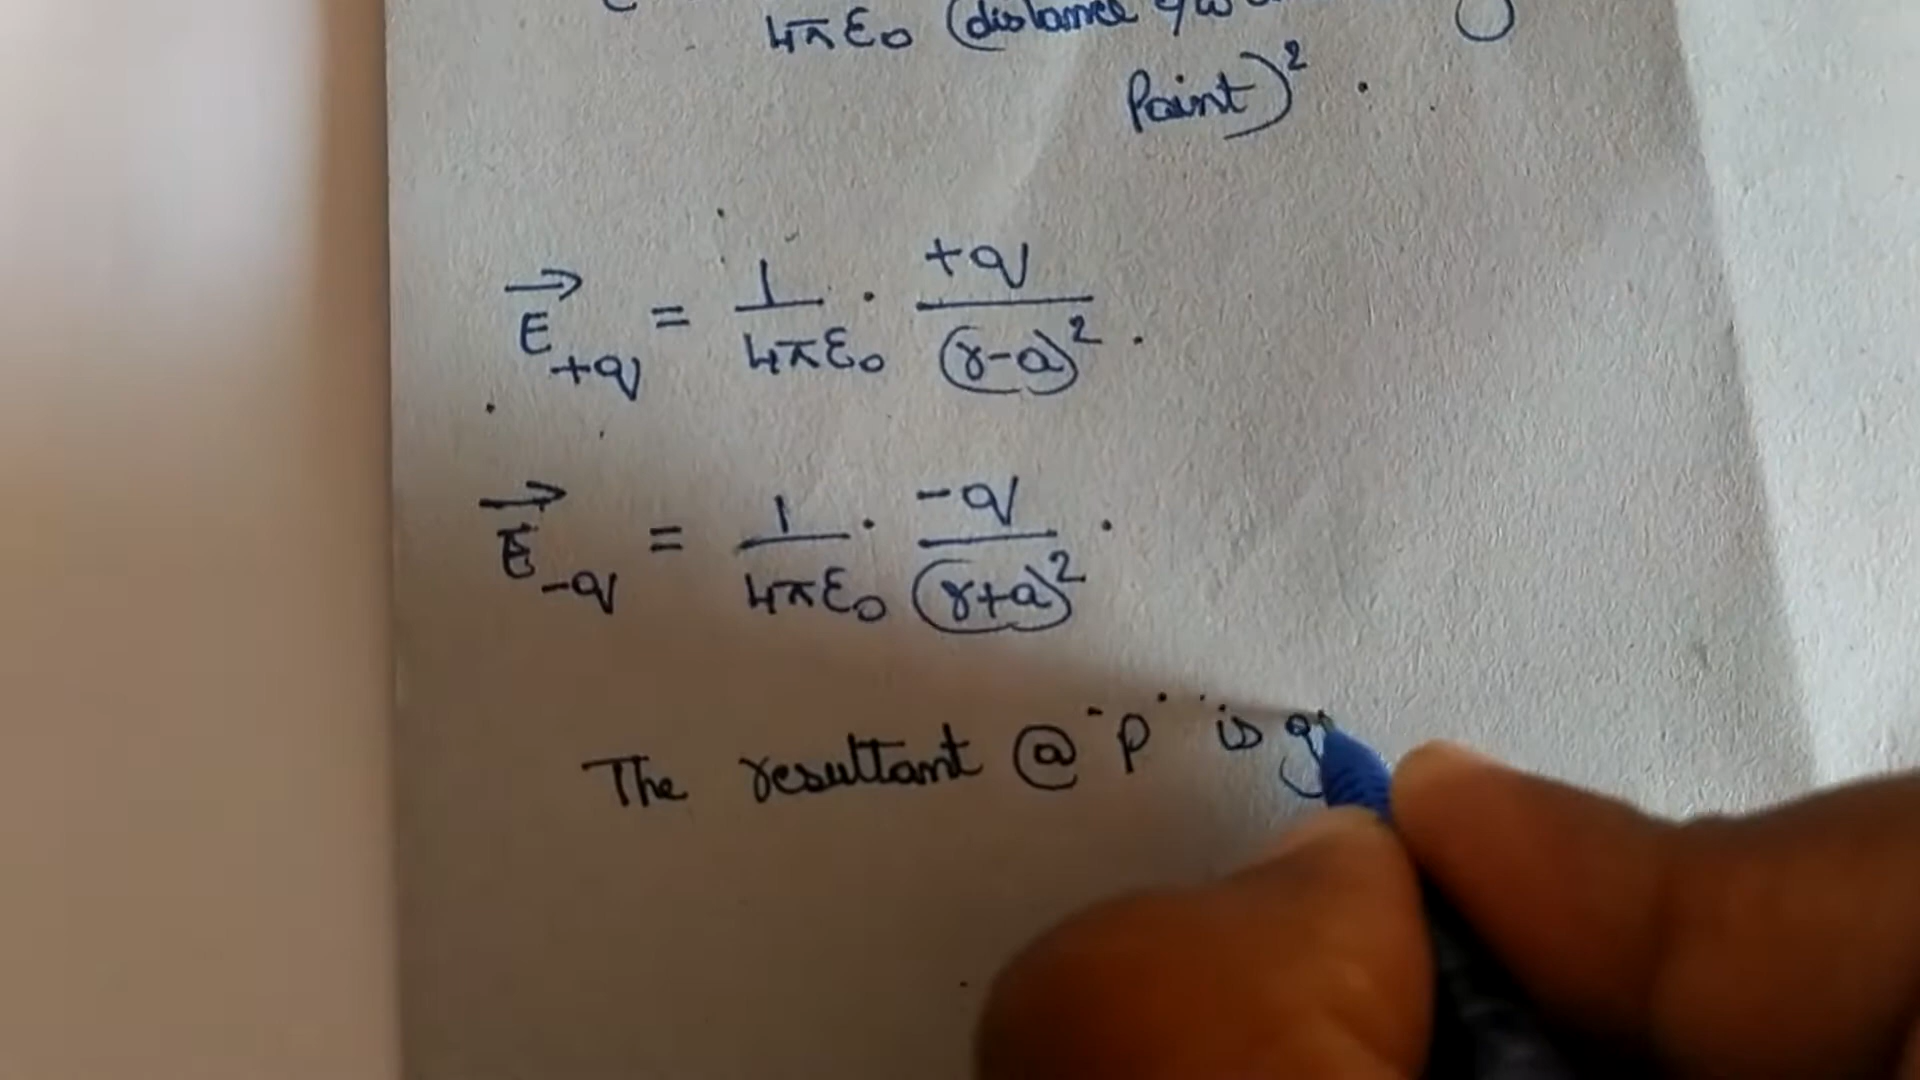 4πε₀ (distance
Point)² .
→E₊q = 1/4πε₀ · +q/(r-a)² .
→E₋q = 1/4πε₀ · -q/(r+a)² .
The resultant @ "P" is